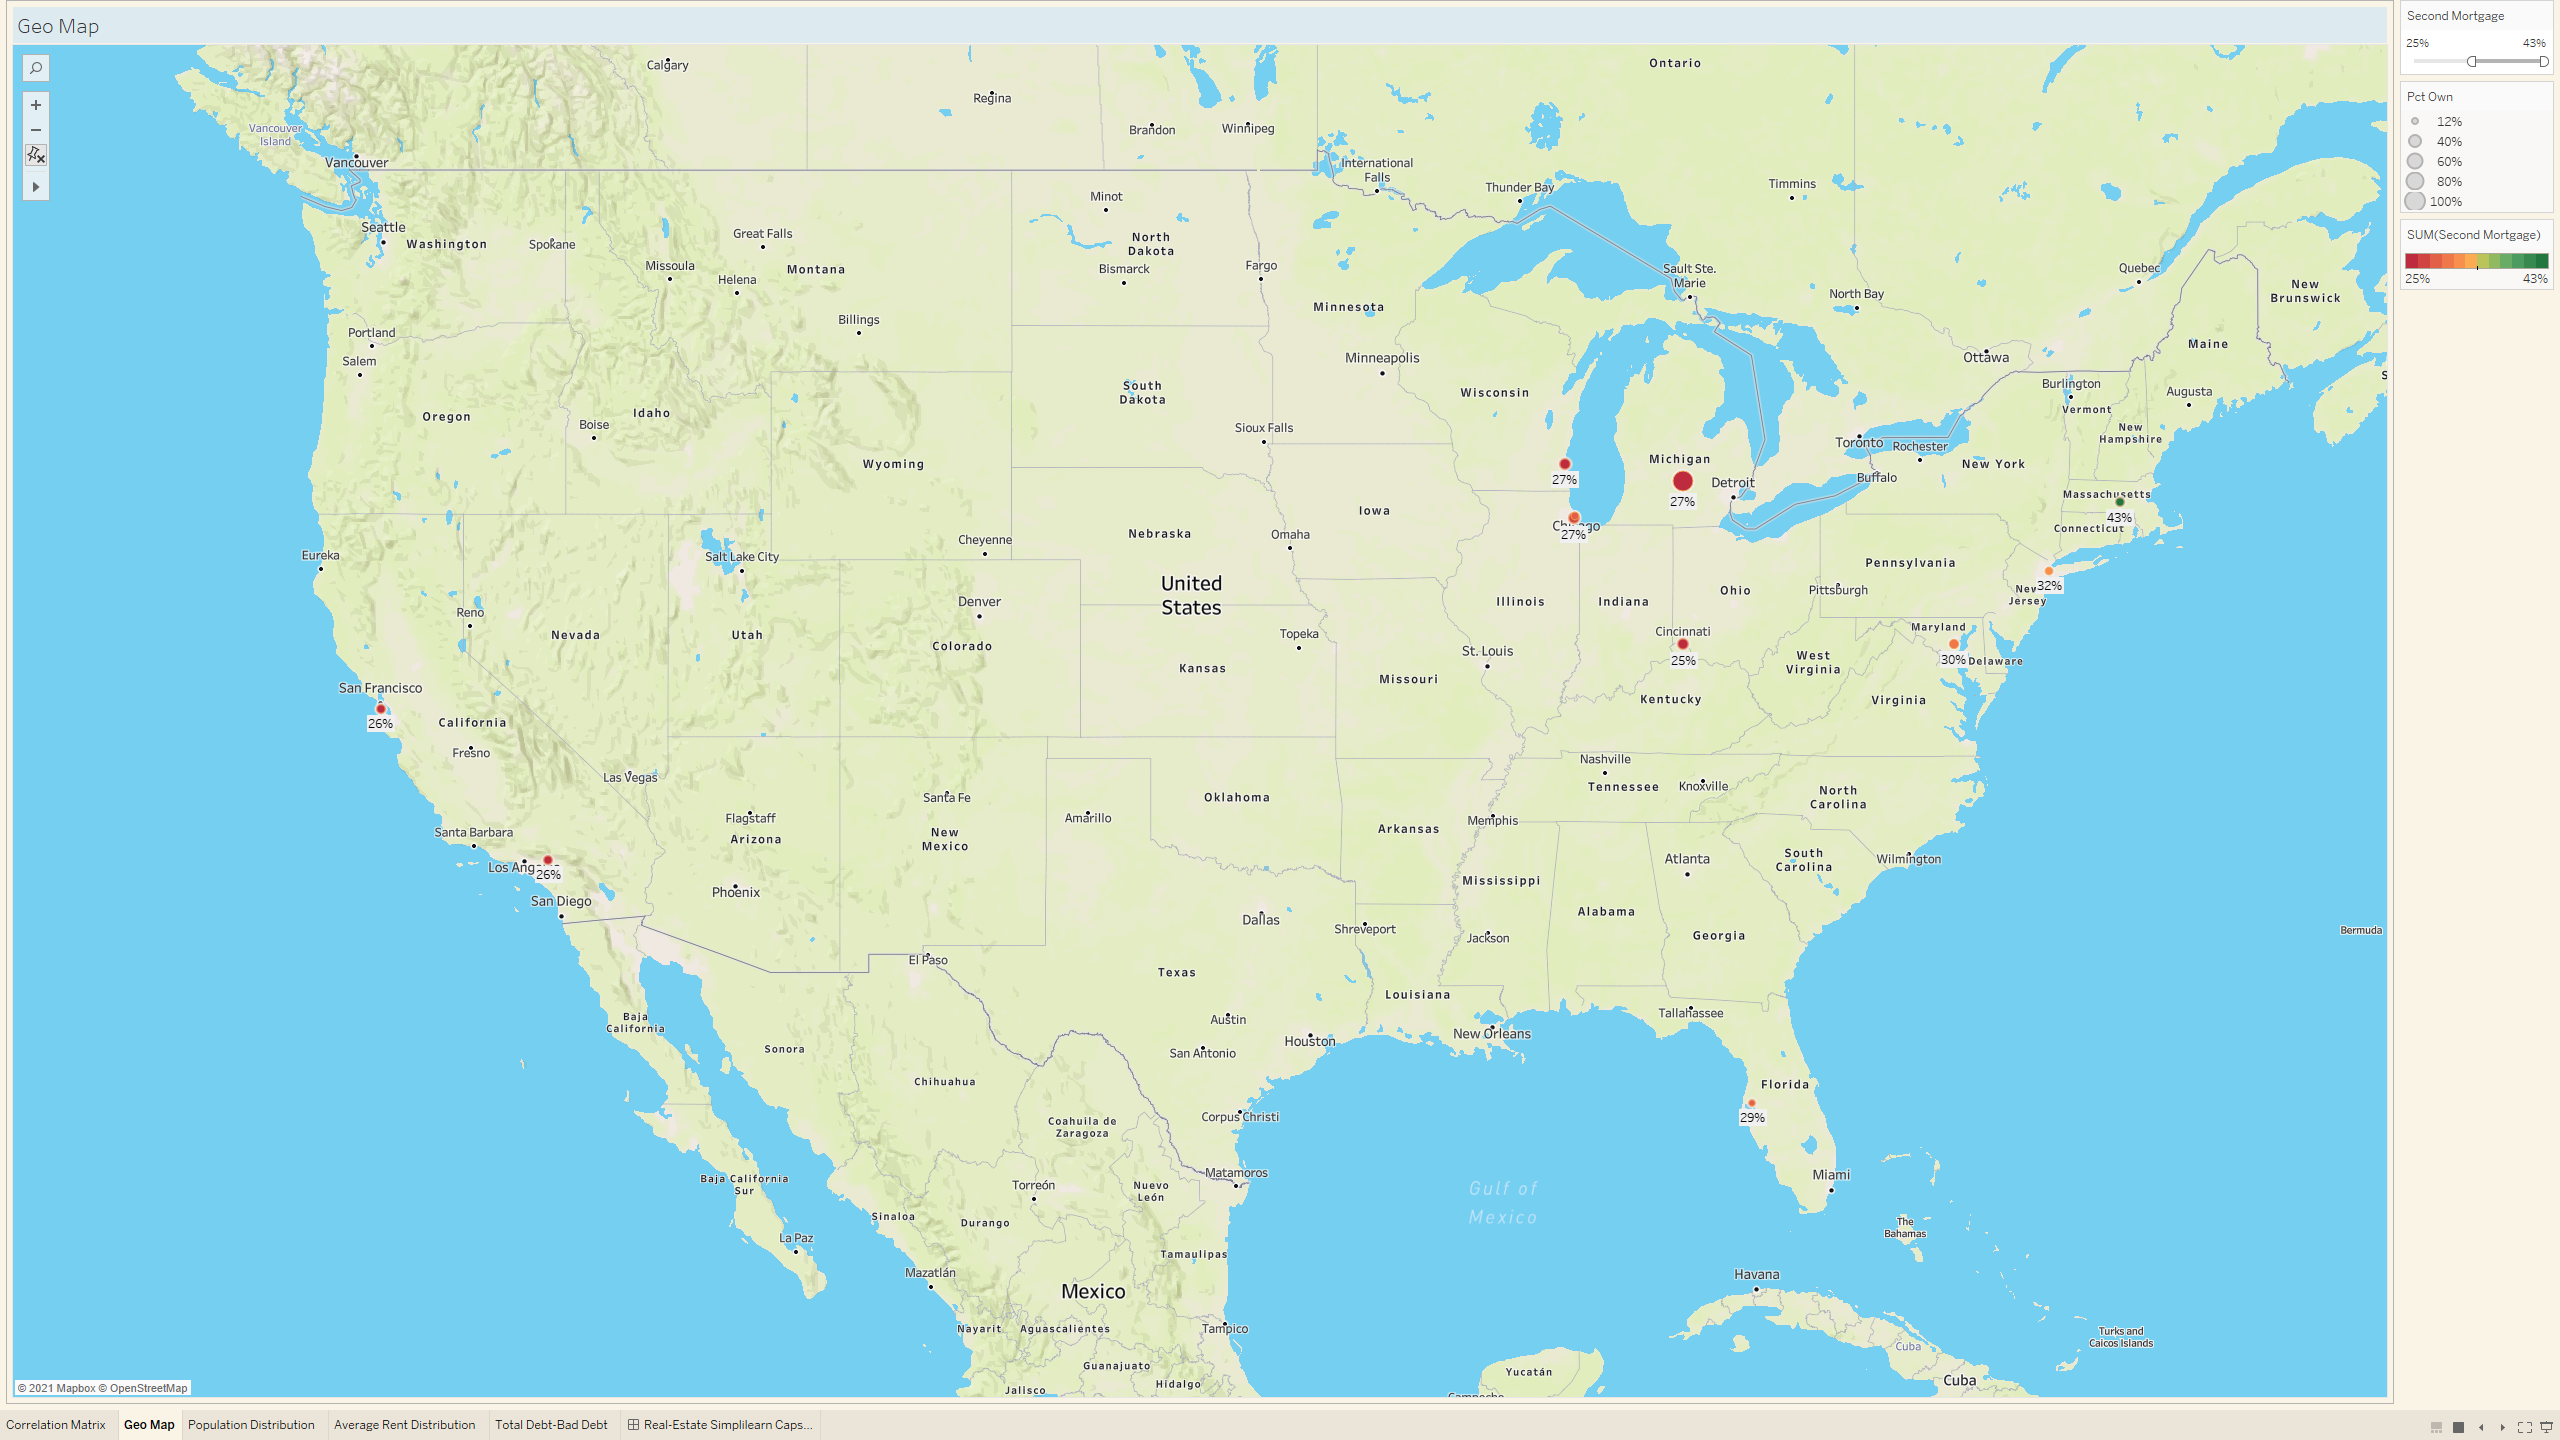 Geo Map
Calgary
Regina
Brandon
Winnipeg
Ontario
Vancouver
Island
Vancouver
International
Falls
Thunder Bay
Timmins
Minot
Seattle
Washington
Spokane
Great Falls
North
Dakota
Missoula
Montana
Bismarck
Fargo
Helena
Sault Ste.
Marie
Quebec
North Bay
New
Brunswick
Minnesota
Billings
Portland
Salem
Minneapolis
Ottawa
Maine
Burlington
Vermont
Augusta
South
Dakota
Wisconsin
Oregon
Idaho
Boise
Sioux Falls
New
Hampshire
Toronto
Rochester
Wyoming
Michigan
New York
27%
27%
Detroit
Buffalo
Massachusetts
43%
Connecticut
Iowa
27%
Nebraska
Omaha
Cheyenne
Eureka
Salt Lake City
Pennsylvania
32%
New
Jersey
United
States
Pittsburgh
Ohio
Illinois
Indiana
Denver
Reno
Nevada
Utah
Colorado
Topeka
Kansas
St. Louis
Missouri
Cincinnati
25%
Maryland
30%
Delaware
West
Virginia
Kentucky
Virginia
San Francisco
26%
California
Fresno
Las Vegas
Nashville
Tennessee
Knoxville
North
Carolina
Santa Fe
Oklahoma
Flagstaff
Arizona
Amarillo
New
Mexico
Arkansas
Memphis
Santa Barbara
Los Ang
26%
San Diego
Phoenix
Atlanta
South
Carolina
Wilmington
Mississippi
Alabama
Georgia
Dallas
Shreveport
Jackson
Bermuda
El Paso
Texas
Louisiana
Baja
California
Austin
Tallahassee
Houston
New Orleans
San Antonio
Sonora
Chihuahua
Florida
29%
Corpus Christi
Coahuila de
Zaragoza
Matamoros
Miami
Baja California
Sur
Torreón
Nuevo
León
Gulf of
Mexico
Sinaloa
Durango
The
Bahamas
La Paz
Tamaulipas
Mazatlán
Mexico
Havana
Nayarit
Aguascalientes
Tampico
Turks and
Caicos Islands
Cuba
Guanajuato
Yucatán
Hidalgo
Jalisco
Cuba
© 2021 Mapbox © OpenStreetMap
Second Mortgage
25% 43%
Pct Own
12%
40%
60%
80%
100%
SUM(Second Mortgage)
25% 43%
Correlation Matrix Geo Map Population Distribution Average Rent Distribution Total Debt-Bad Debt Real-Estate Simplilearn Caps...